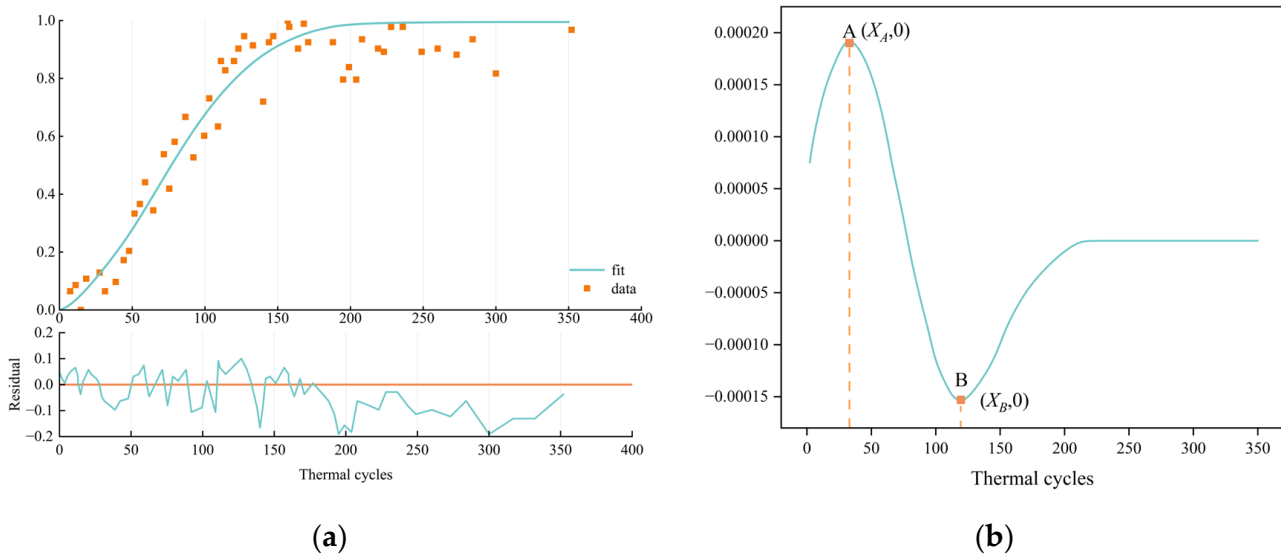 1.0
0.8
0.6
0.4
0.2
0.0
0 50 100 150 200 250 300 350 400
fit
data
0.2
0.1
0.0
−0.1
−0.2
Residual
0 50 100 150 200 250 300 350 400
Thermal cycles
(a)
0.00020
0.00015
0.00010
0.00005
0.00000
−0.00005
−0.00010
−0.00015
A (X_A,0)
B
(X_B,0)
0 50 100 150 200 250 300 350
Thermal cycles
(b)